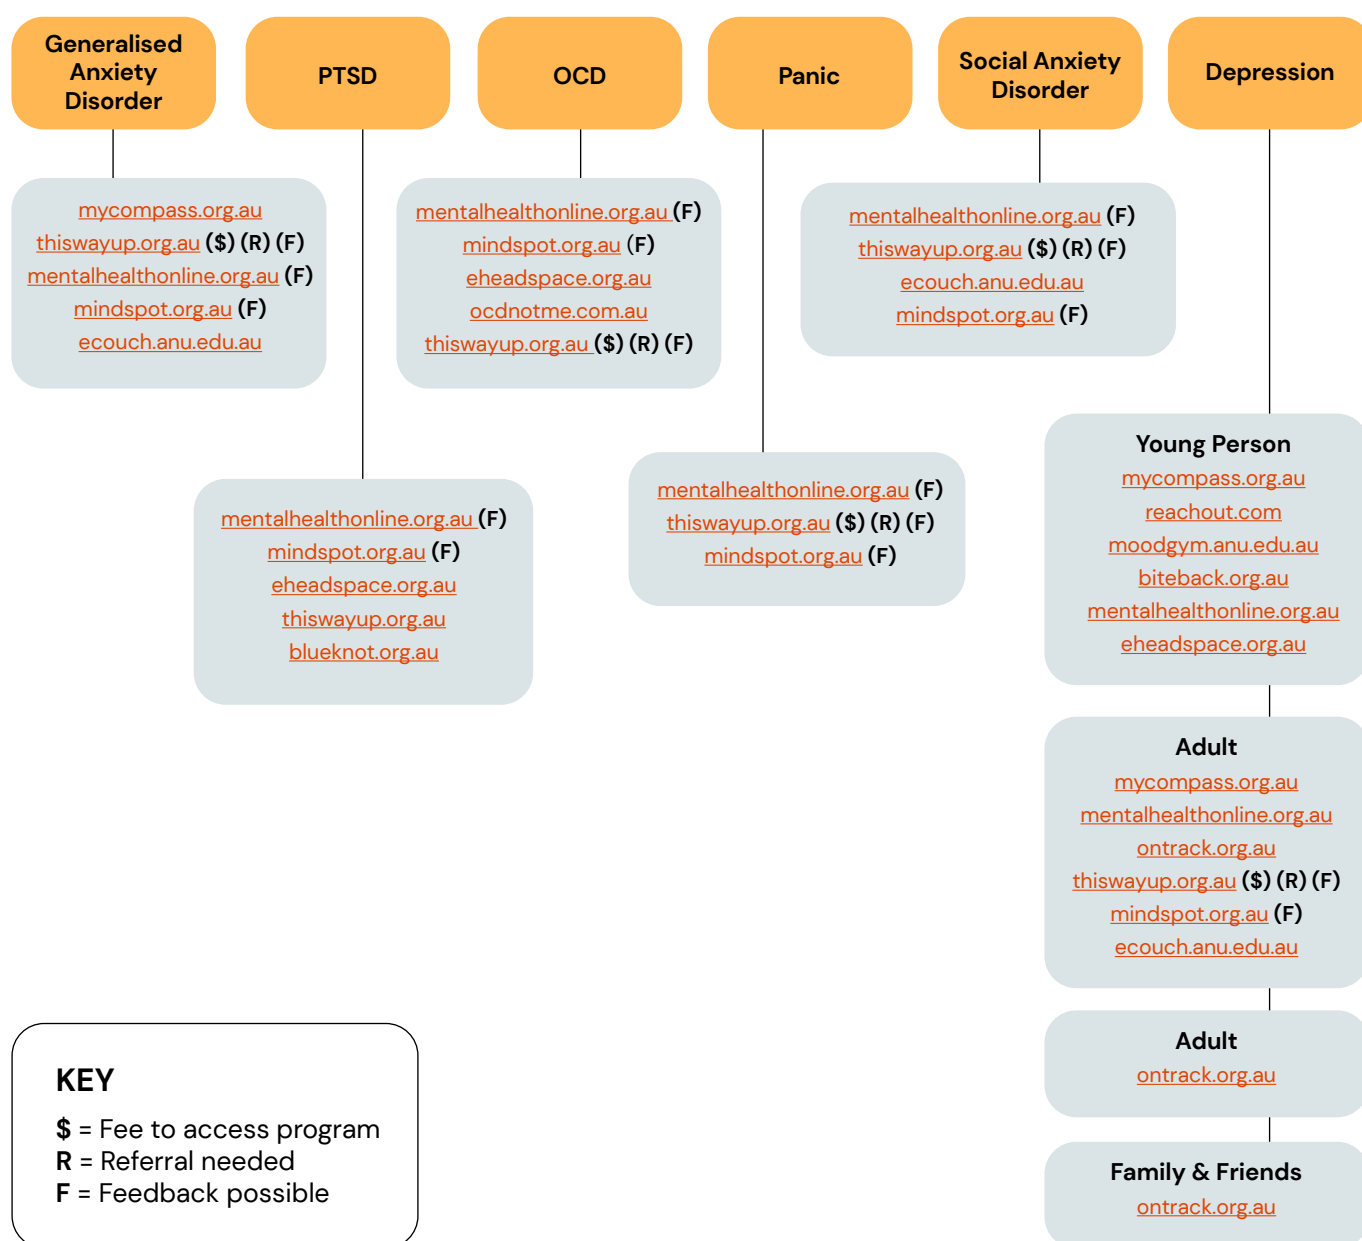 Generalised
Anxiety
Disorder
PTSD
OCD
Panic
Social Anxiety
Disorder
Depression
mycompass.org.au
thiswayup.org.au ($) (R) (F)
mentalhealthonline.org.au (F)
mindspot.org.au (F)
ecouch.anu.edu.au
mentalhealthonline.org.au (F)
mindspot.org.au (F)
eheadspace.org.au
thiswayup.org.au
blueknot.org.au
mentalhealthonline.org.au (F)
mindspot.org.au (F)
eheadspace.org.au
ocdnotme.com.au
thiswayup.org.au ($) (R) (F)
mentalhealthonline.org.au (F)
thiswayup.org.au ($) (R) (F)
mindspot.org.au (F)
mentalhealthonline.org.au (F)
thiswayup.org.au ($) (R) (F)
ecouch.anu.edu.au
mindspot.org.au (F)
Young Person
mycompass.org.au
reachout.com
moodgym.anu.edu.au
biteback.org.au
mentalhealthonline.org.au
eheadspace.org.au
Adult
mycompass.org.au
mentalhealthonline.org.au
ontrack.org.au
thiswayup.org.au ($) (R) (F)
mindspot.org.au (F)
ecouch.anu.edu.au
Adult
ontrack.org.au
Family & Friends
ontrack.org.au
KEY
$ = Fee to access program
R = Referral needed
F = Feedback possible